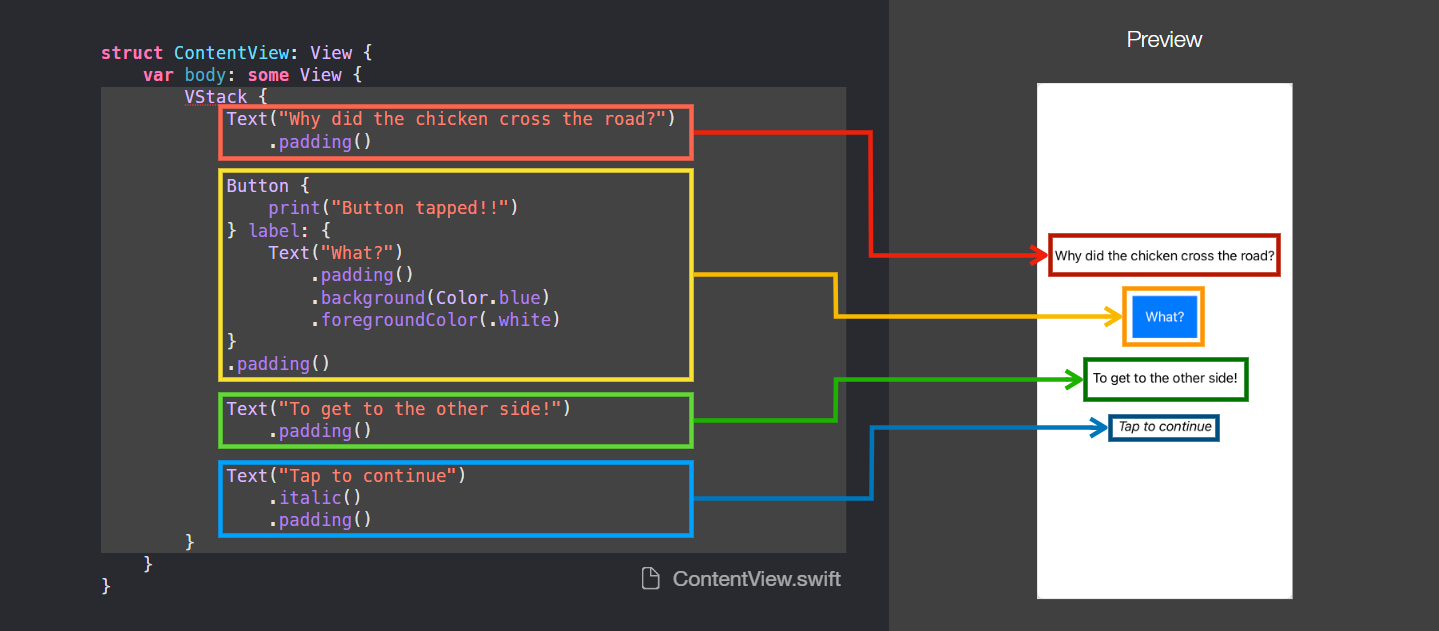 struct ContentView: View {
    var body: some View {
        VStack {
            Text("Why did the chicken cross the road?")
                .padding()
            Button {
                print("Button tapped!!")
            } label: {
                Text("What?")
                    .padding()
                    .background(Color.blue)
                    .foregroundColor(.white)
            }
            .padding()
            Text("To get to the other side!")
                .padding()
            Text("Tap to continue")
                .italic()
                .padding()
        }
    }
}
ContentView.swift
Preview
Why did the chicken cross the road?
What?
To get to the other side!
Tap to continue